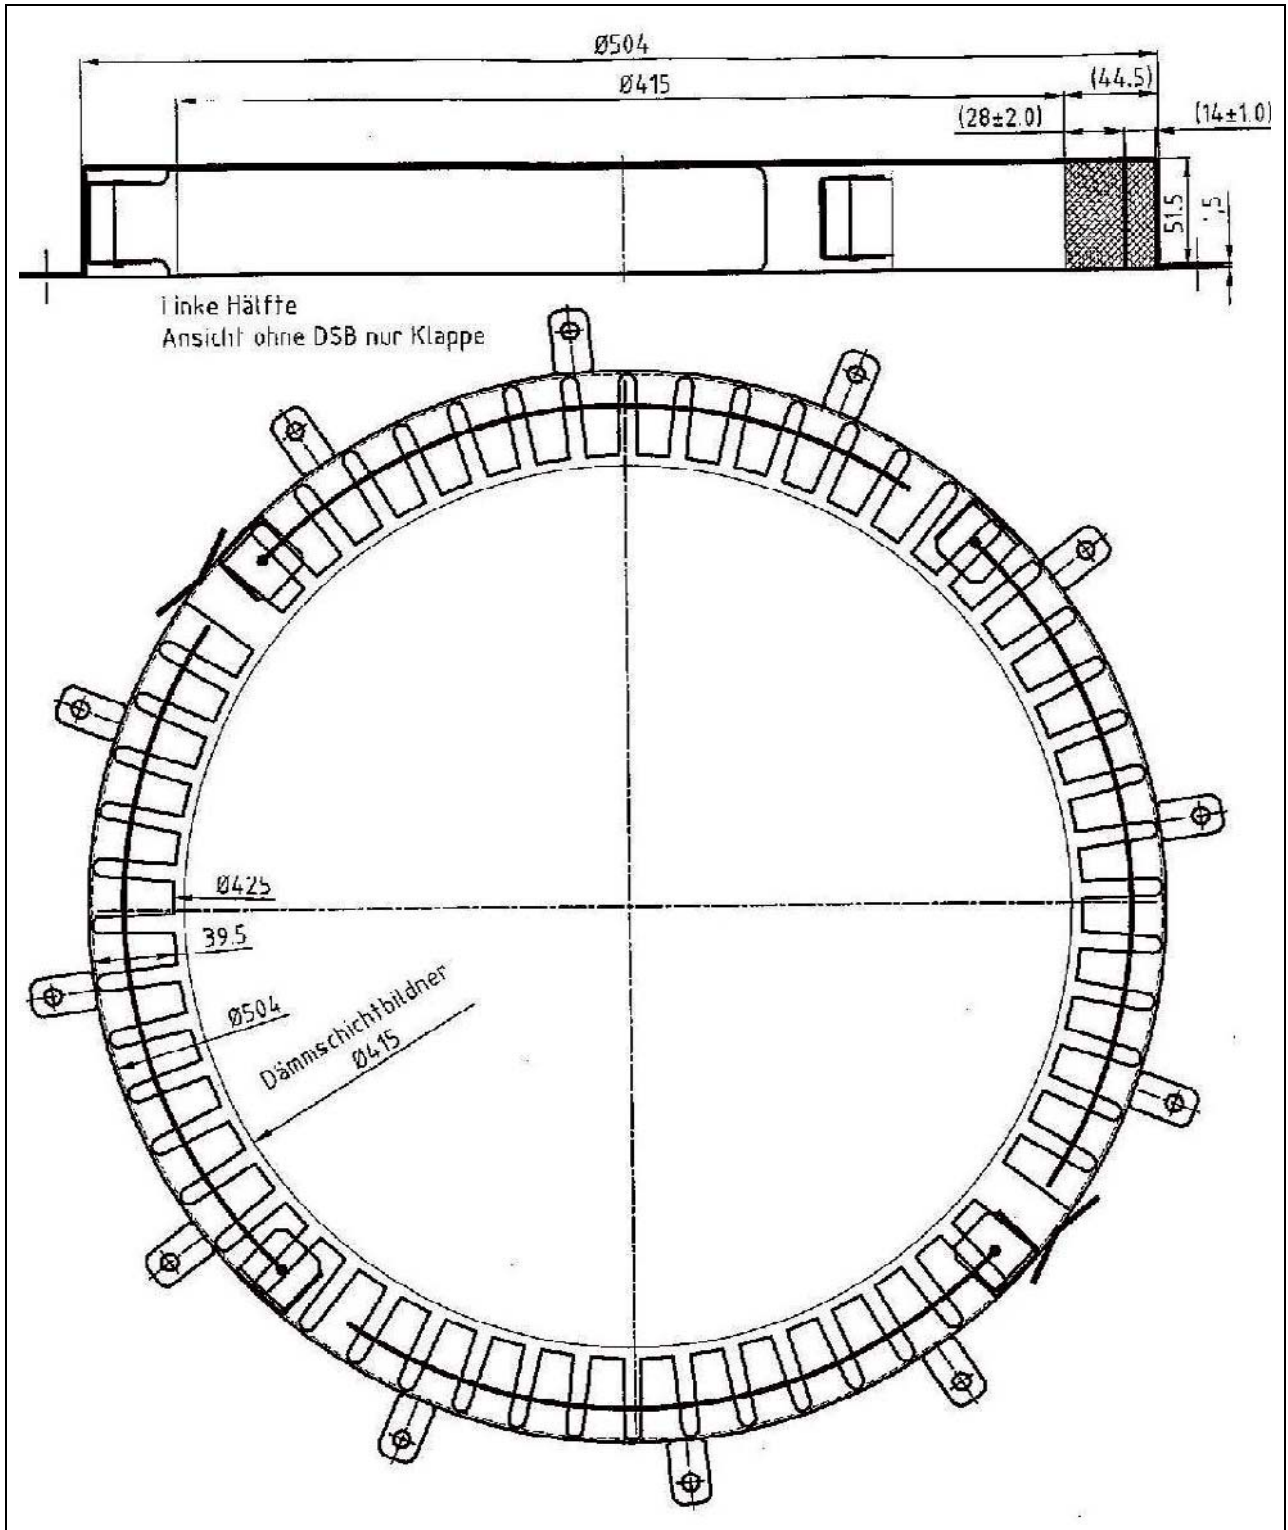 Ø504
Ø415
(44.5)
(28±2.0)
(14±1.0)
51.5
Linke Hälfte
Ansicht ohne DSB nur Klappe
Ø425
39.5
Ø504
Dämmschichtbildner
Ø415